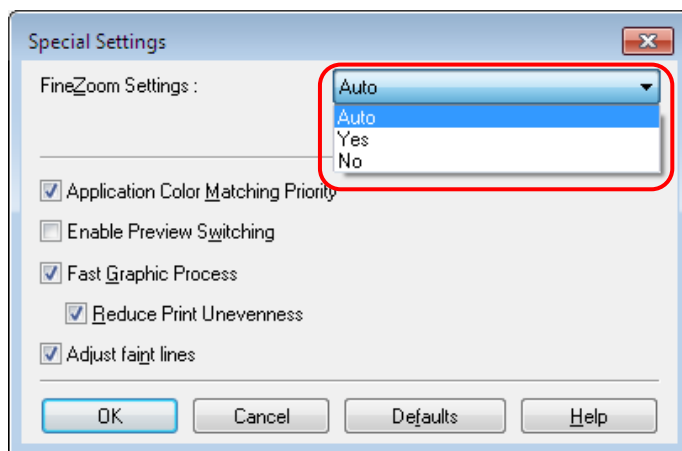 Special Settings
FineZoom Settings : Auto
Auto
Yes
No
Application Color Matching Priority
Enable Preview Switching
Fast Graphic Process
Reduce Print Unevenness
Adjust faint lines
OK Cancel Defaults Help